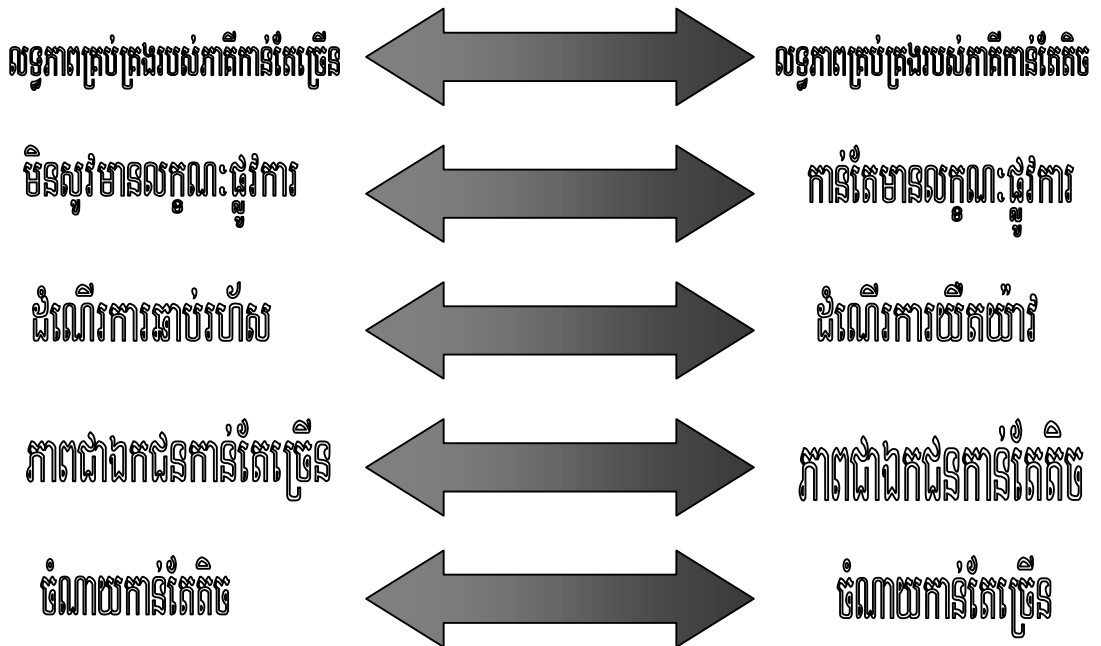 លទ្ធភាពគ្រប់គ្រងរបស់ភាគីកាន់តែច្រើន លទ្ធភាពគ្រប់គ្រងរបស់ភាគីកាន់តែតិច
មិនសូវមានលក្ខណៈផ្លូវការ កាន់តែមានលក្ខណៈផ្លូវការ
ដំណើរការឆាប់រហ័ស ដំណើរការយឺតយ៉ាវ
ភាពជាឯកជនកាន់តែច្រើន ភាពជាឯកជនកាន់តែតិច
ចំណាយកាន់តែតិច ចំណាយកាន់តែច្រើន